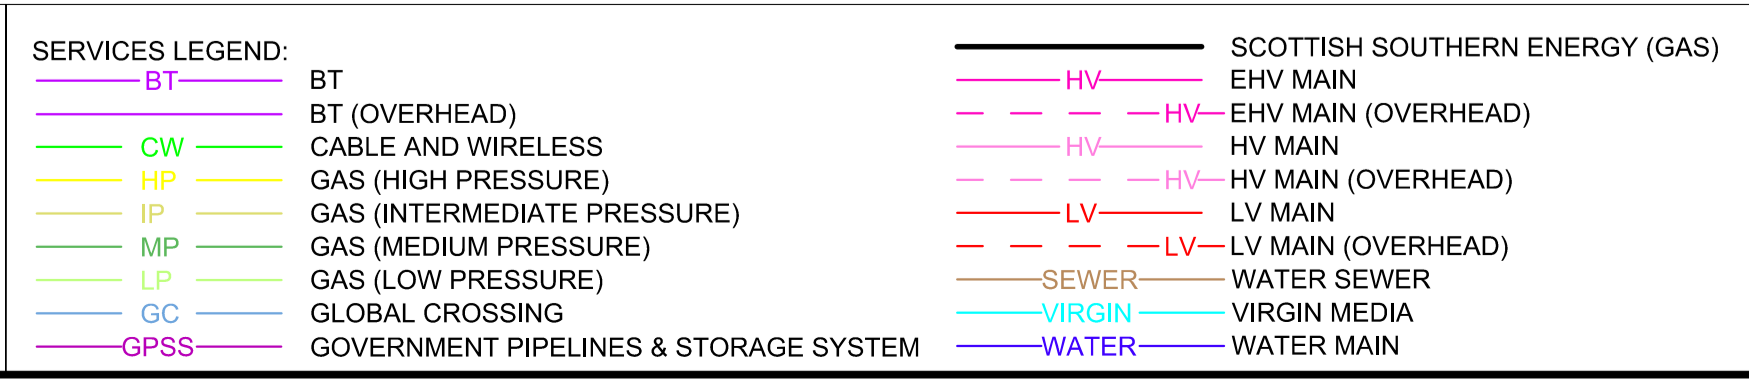 SERVICES LEGEND:
BT BT
BT (OVERHEAD)
CW CABLE AND WIRELESS
HP GAS (HIGH PRESSURE)
IP GAS (INTERMEDIATE PRESSURE)
MP GAS (MEDIUM PRESSURE)
LP GAS (LOW PRESSURE)
GC GLOBAL CROSSING
GPSS GOVERNMENT PIPELINES & STORAGE SYSTEM
SCOTTISH SOUTHERN ENERGY (GAS)
HV EHV MAIN
HV EHV MAIN (OVERHEAD)
HV HV MAIN
HV HV MAIN (OVERHEAD)
LV LV MAIN
LV LV MAIN (OVERHEAD)
SEWER WATER SEWER
VIRGIN VIRGIN MEDIA
WATER WATER MAIN